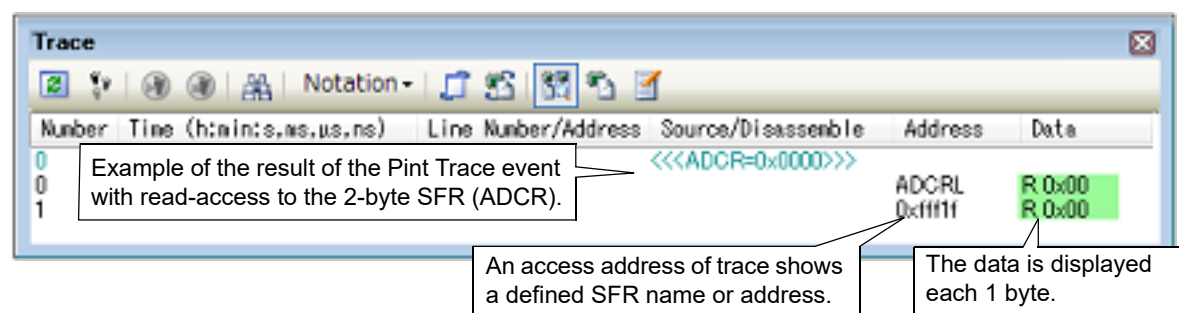 Trace
Notation
Number Time (h:min:s,ms,µs,ns) Line Number/Address Source/Disassemble Address Data
0 <<<ADCR=0x0000>>>
Example of the result of the Pint Trace event
with read-access to the 2-byte SFR (ADCR).
0 ADCRL R 0x00
1 0xfff1f R 0x00
An access address of trace shows
a defined SFR name or address.
The data is displayed
each 1 byte.